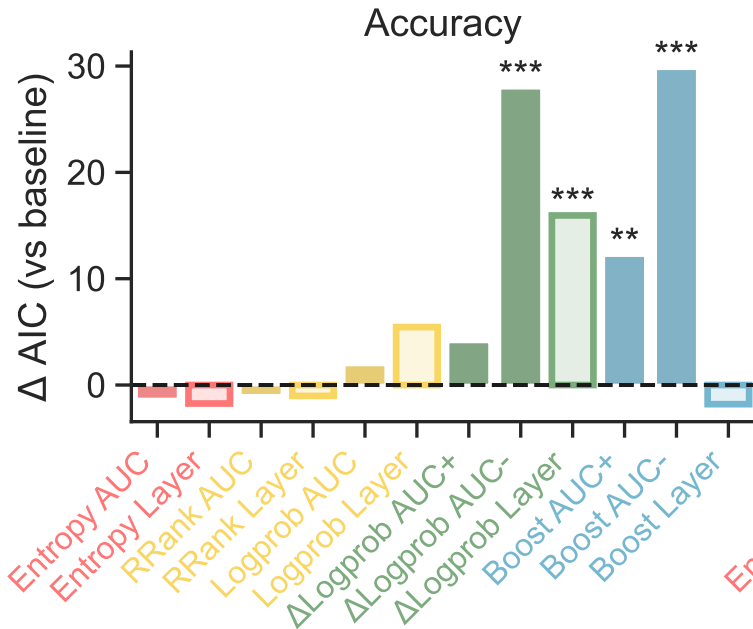 Accuracy
Δ AIC (vs baseline)
30
20
10
0
***
***
**
***
Entropy AUC
Entropy Layer
RRank AUC
RRank Layer
Logprob AUC
Logprob Layer
ΔLogprob AUC+
ΔLogprob AUC-
ΔLogprob Layer
Boost AUC+
Boost AUC-
Boost Layer